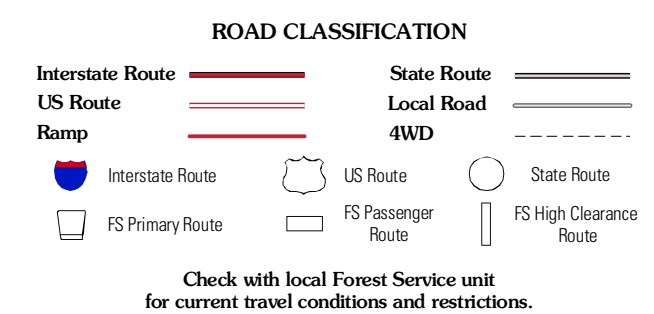 ROAD CLASSIFICATION
Interstate Route
State Route
US Route
Local Road
Ramp
4WD
Interstate Route
US Route
State Route
FS Primary Route
FS Passenger
Route
FS High Clearance
Route
Check with local Forest Service unit
for current travel conditions and restrictions.